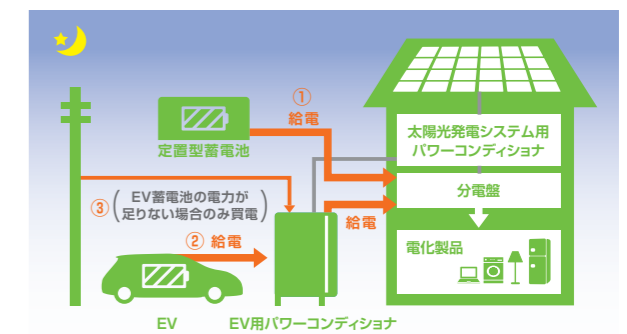 ①
給電
定置型蓄電池
太陽光発電システム用
パワーコンディショナ
分電盤
③(EV蓄電池の電力が
足りない場合のみ買電)
給電
② 給電
電化製品
EV
EV用パワーコンディショナ